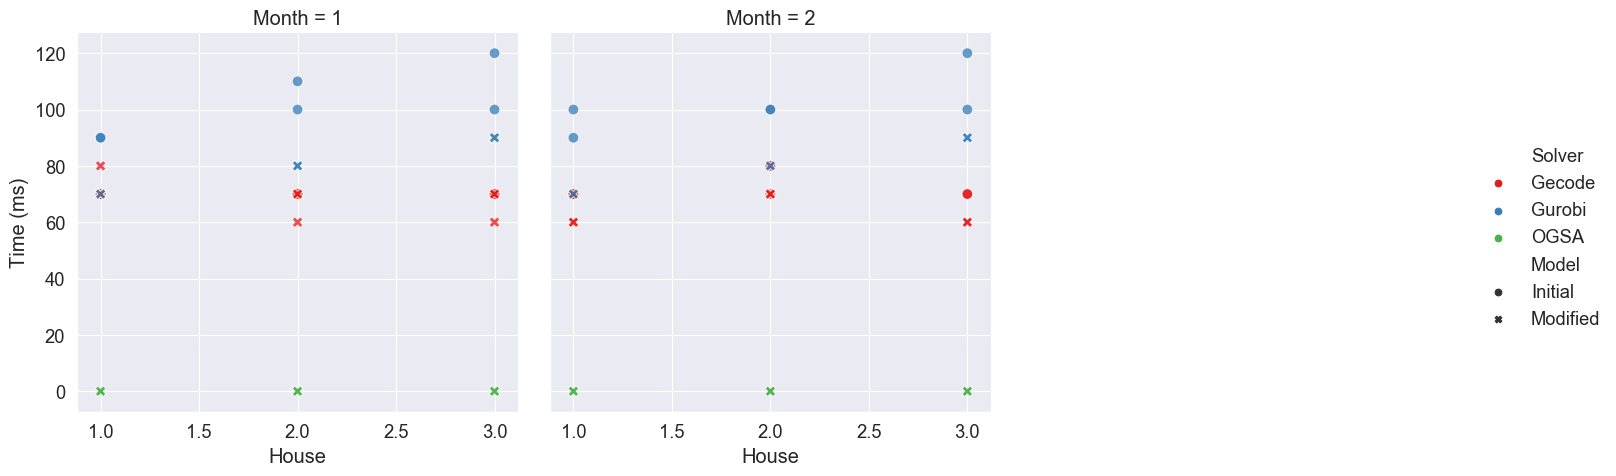 Month = 1
Month = 2
Time (ms)
120
100
80
60
40
20
0
1.0 1.5 2.0 2.5 3.0
1.0 1.5 2.0 2.5 3.0
House
House
Solver
Gecode
Gurobi
OGSA
Model
Initial
Modified